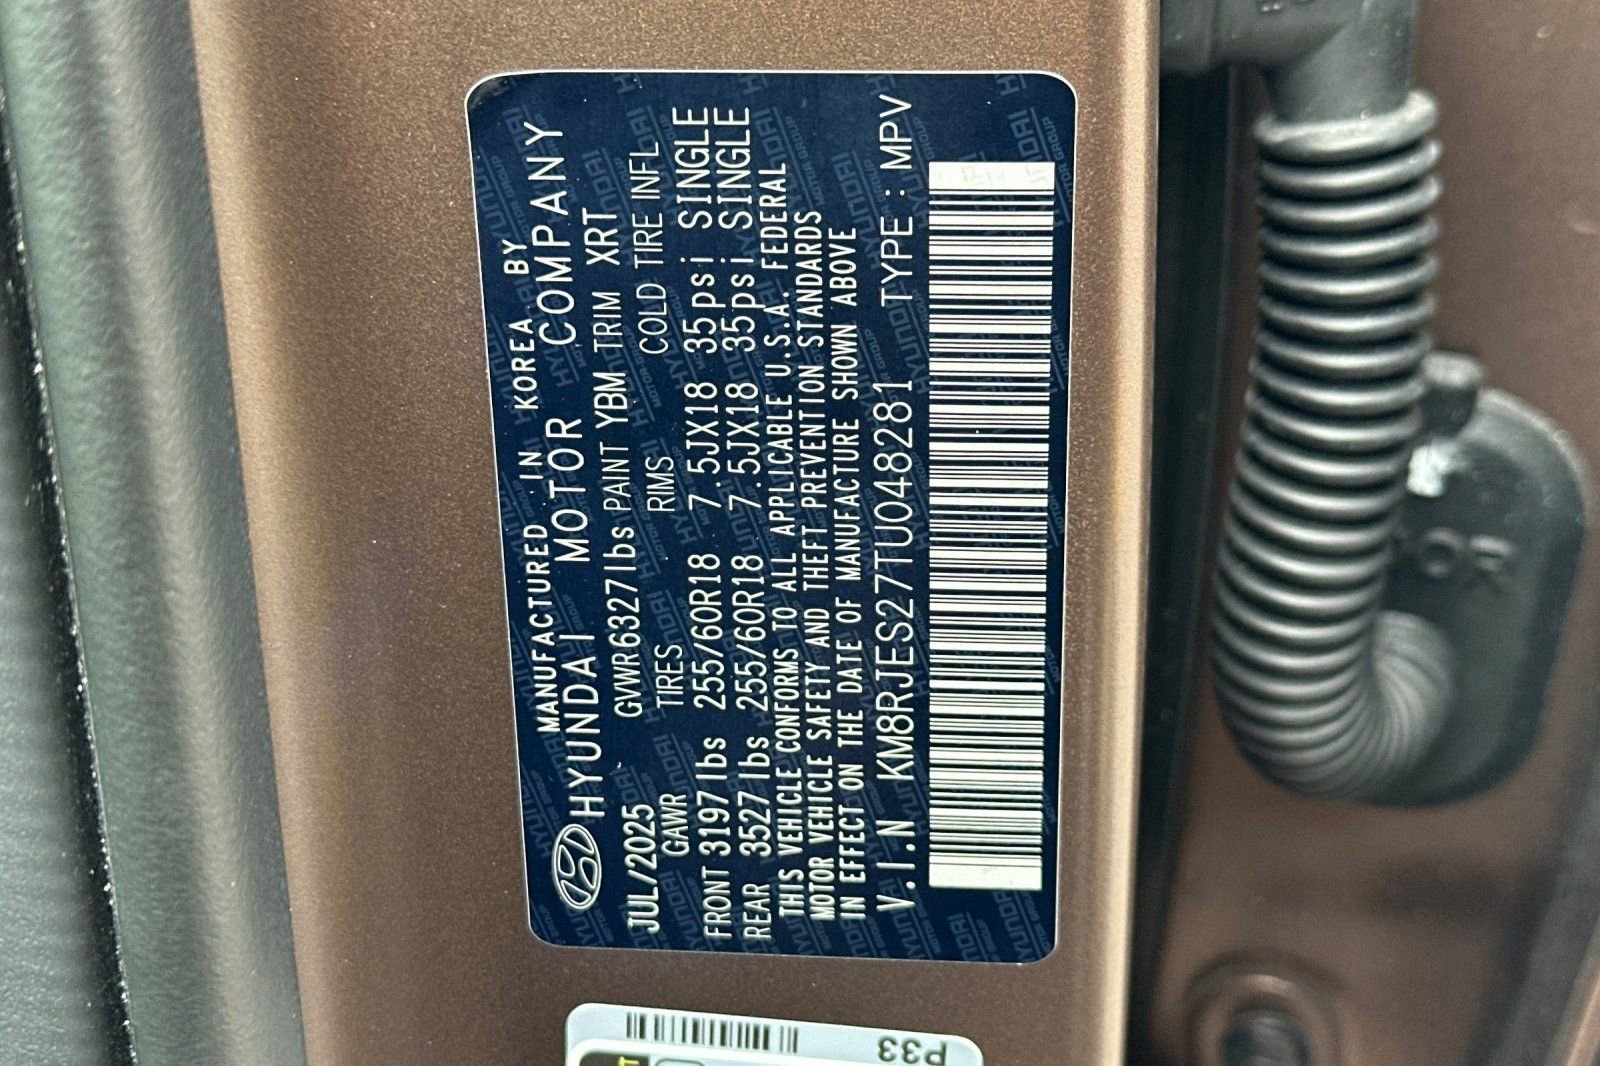 MANUFACTURED IN KOREA BY
HYUNDAI MOTOR COMPANY
JUL/2025 GVWR6327lbs PAINT YBM TRIM XRT
GAWR TIRES RIMS COLD TIRE INFL
FRONT 3197lbs 255/60R18 7.5JX18 35psi SINGLE
REAR 3527lbs 255/60R18 7.5JX18 35psi SINGLE
THIS VEHICLE CONFORMS TO ALL APPLICABLE U.S.A. FEDERAL
MOTOR VEHICLE SAFETY AND THEFT PREVENTION STANDARDS
IN EFFECT ON THE DATE OF MANUFACTURE SHOWN ABOVE
V.I.N KM8RJES27TU048281 TYPE : MPV
P33